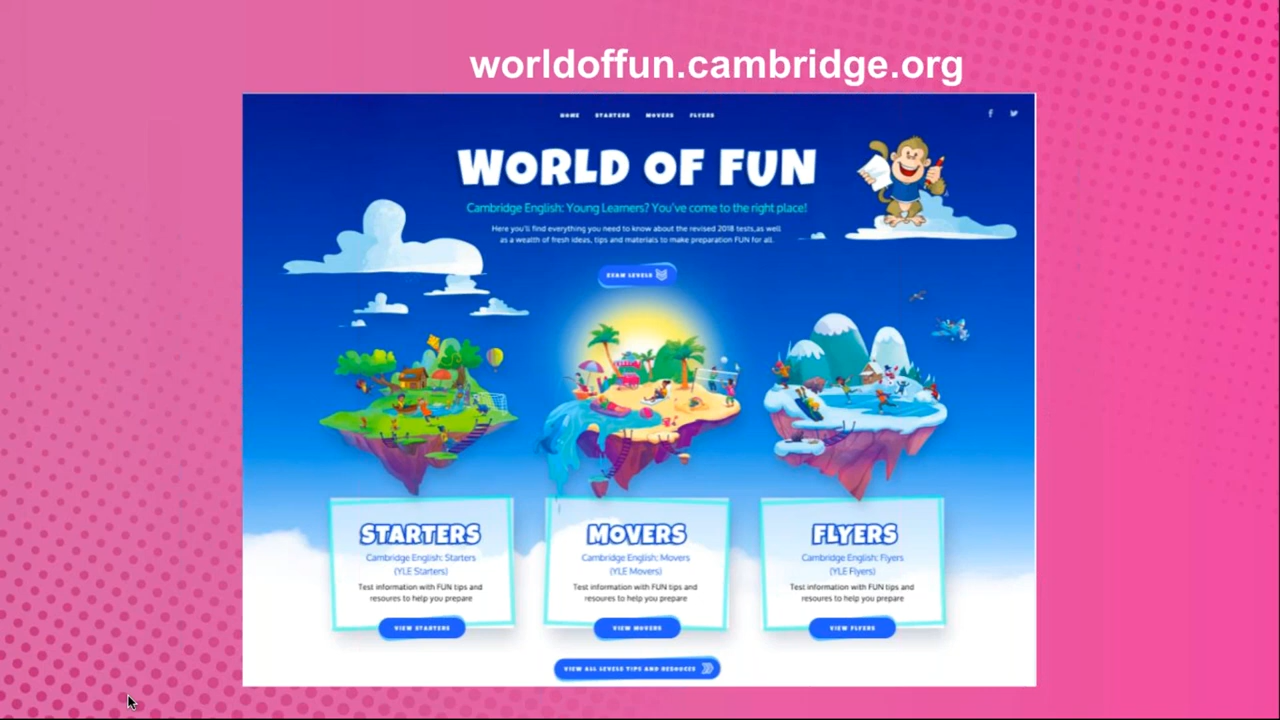 worldoffun.cambridge.org
HOME STARTERS MOVERS FLYERS
WORLD OF FUN
Cambridge English: Young Learners? You've come to the right place!
Here you'll find everything you need to know about the revised 2018 tests,as well
as a wealth of fresh ideas, tips and materials to make preparation FUN for all.
EXAM LEVELS
STARTERS
Cambridge English: Starters
(YLE Starters)
Test information with FUN tips and
resoures to help you prepare
VIEW STARTERS
MOVERS
Cambridge English: Movers
(YLE Movers)
Test information with FUN tips and
resoures to help you prepare
VIEW MOVERS
FLYERS
Cambridge English: Flyers
(YLE Flyers)
Test information with FUN tips and
resoures to help you prepare
VIEW FLYERS
VIEW ALL LEVELS TIPS AND RESOUCES